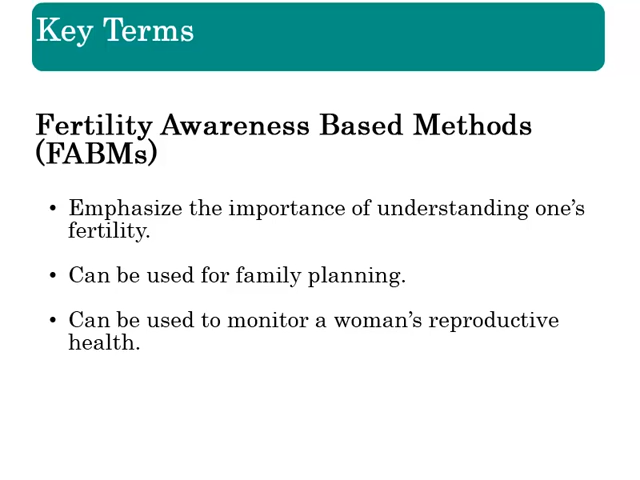 Key Terms
Fertility Awareness Based Methods
(FABMs)
• Emphasize the importance of understanding one’s
fertility.
• Can be used for family planning.
• Can be used to monitor a woman’s reproductive
health.